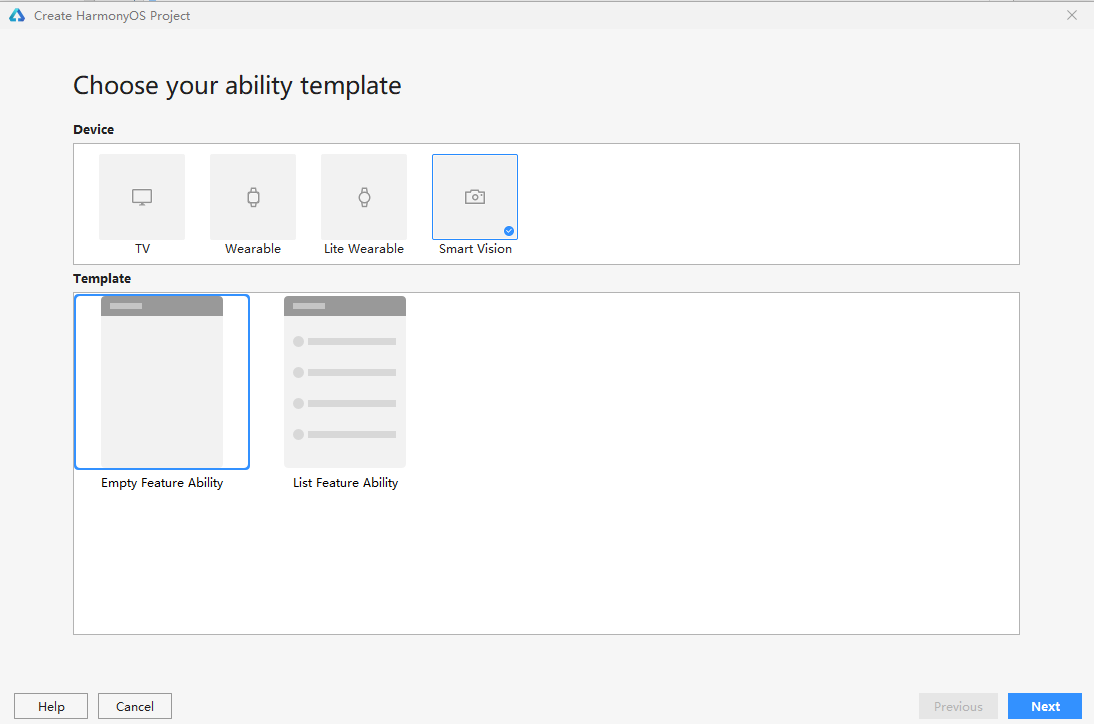 Create HarmonyOS Project
Choose your ability template
Device
TV
Wearable
Lite Wearable
Smart Vision
Template
Empty Feature Ability
List Feature Ability
Help
Cancel
Previous
Next